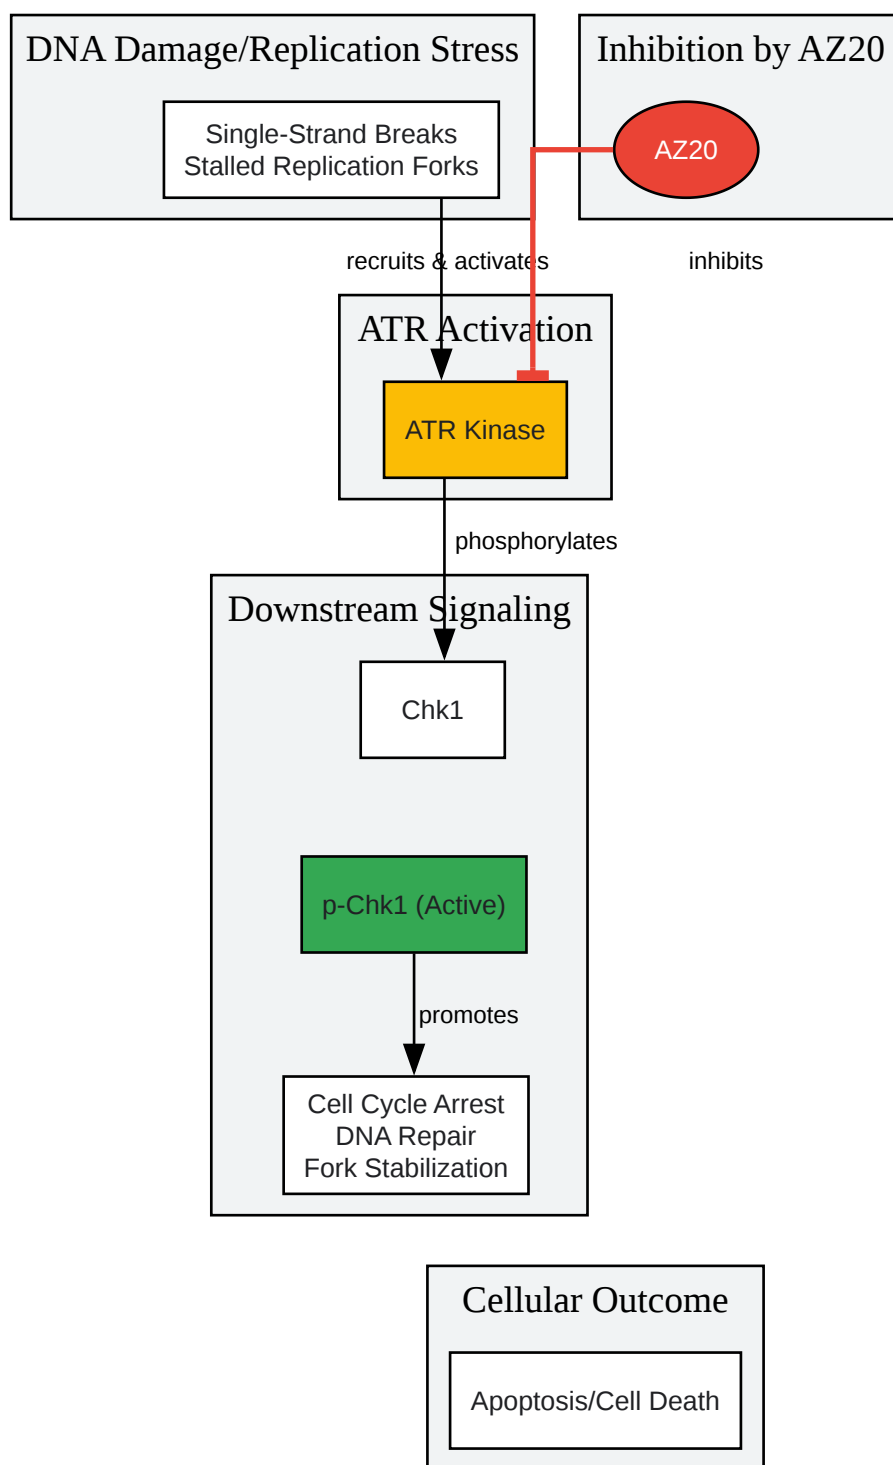 DNA Damage/Replication Stress
Inhibition by AZ20
Single-Strand Breaks
Stalled Replication Forks
AZ20
recruits & activates
inhibits
ATR Activation
ATR Kinase
phosphorylates
Downstream Signaling
Chk1
p-Chk1 (Active)
promotes
Cell Cycle Arrest
DNA Repair
Fork Stabilization
Cellular Outcome
Apoptosis/Cell Death